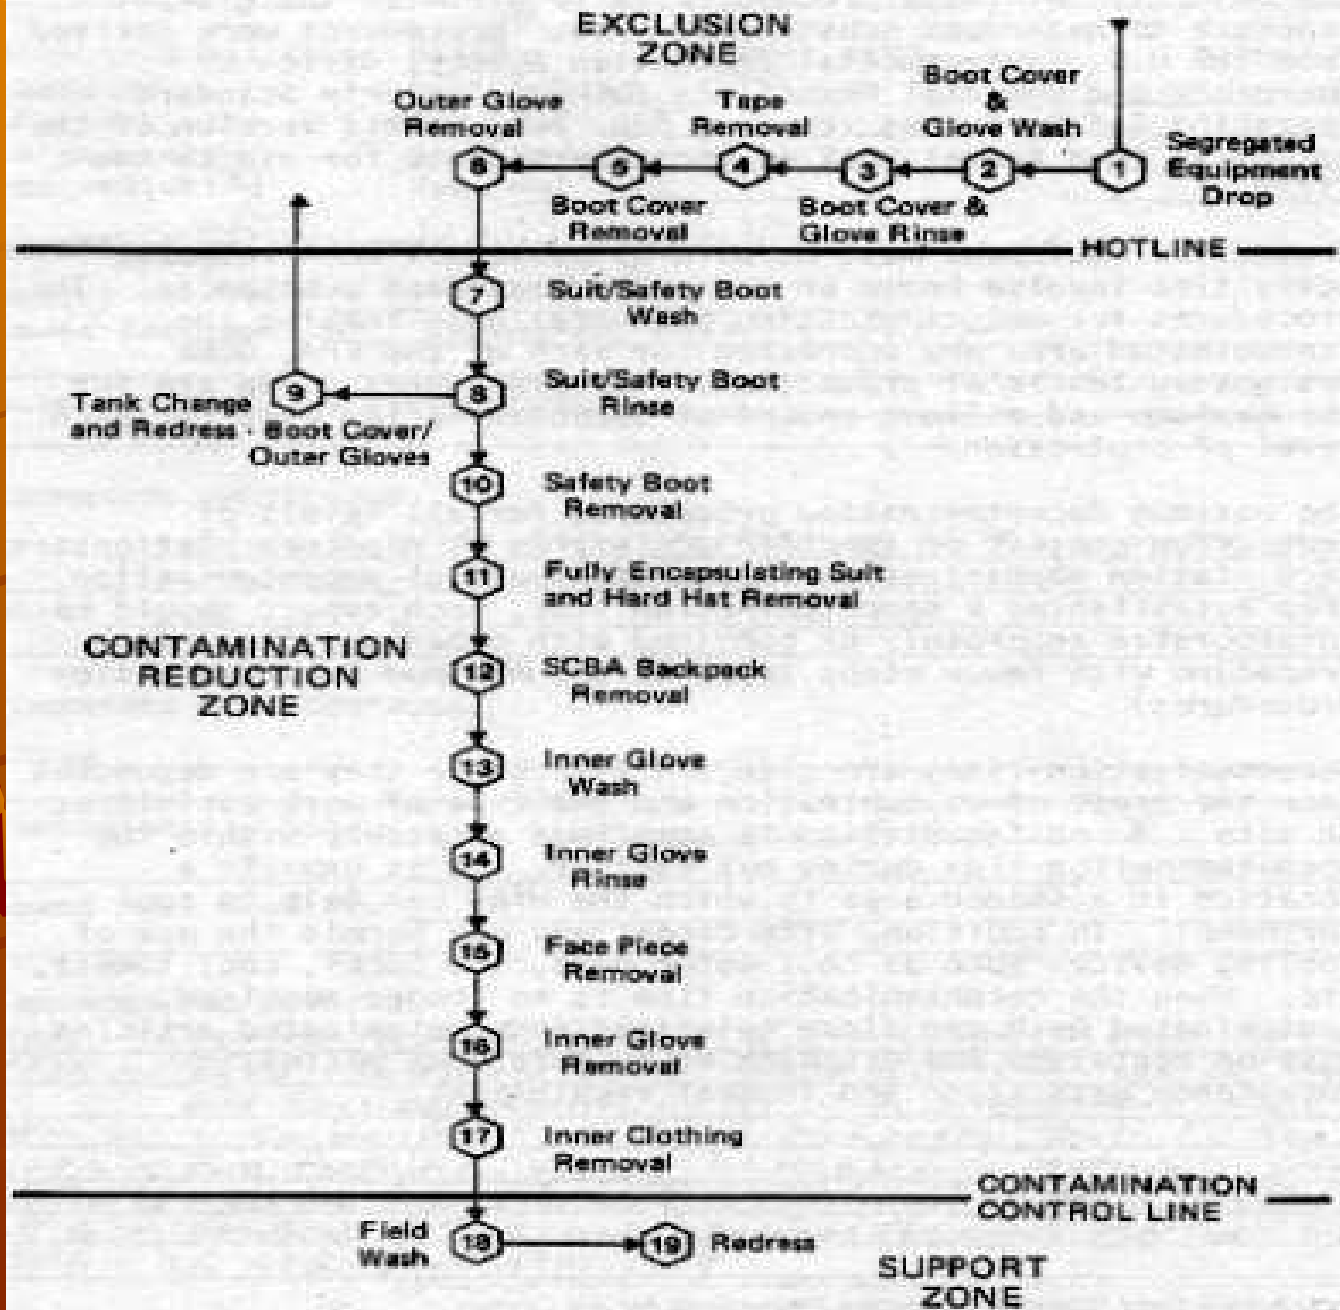 EXCLUSION
ZONE
Boot Cover
&
Glove Wash
Outer Glove
Removal
Tape
Removal
Segregated
Equipment
Drop
6
5
4
3
2
1
Boot Cover
Removal
Boot Cover &
Glove Rinse
HOTLINE
7
Suit/Safety Boot
Wash
9
8
Suit/Safety Boot
Rinse
Tank Change
and Redress - Boot Cover/
Outer Gloves
10
Safety Boot
Removal
11
Fully Encapsulating Suit
and Hard Hat Removal
CONTAMINATION
REDUCTION
ZONE
12
SCBA Backpack
Removal
13
Inner Glove
Wash
14
Inner Glove
Rinse
15
Face Piece
Removal
16
Inner Glove
Removal
17
Inner Clothing
Removal
CONTAMINATION
CONTROL LINE
Field
Wash
18
19
Redress
SUPPORT
ZONE